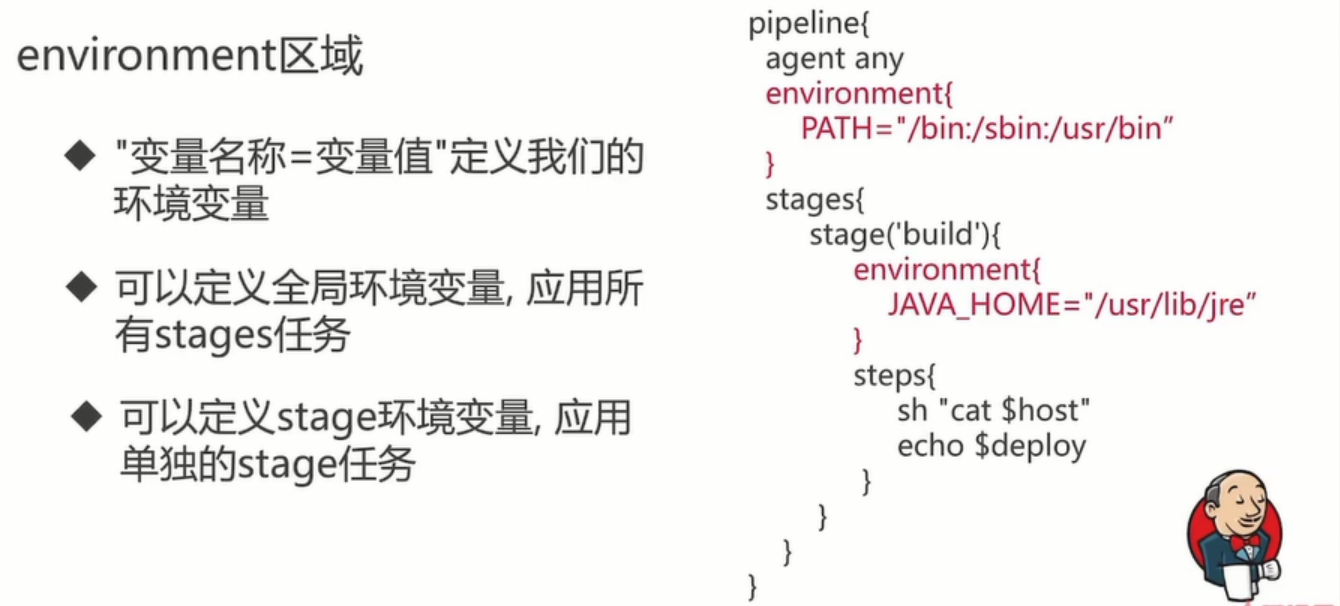 environment区域
◆ "变量名称=变量值"定义我们的
环境变量
◆ 可以定义全局环境变量, 应用所
有stages任务
◆ 可以定义stage环境变量, 应用
单独的stage任务
pipeline{
agent any
environment{
PATH="/bin:/sbin:/usr/bin"
}
stages{
stage('build'){
environment{
JAVA_HOME="/usr/lib/jre"
}
steps{
sh "cat $host"
echo $deploy
}
}
}
}